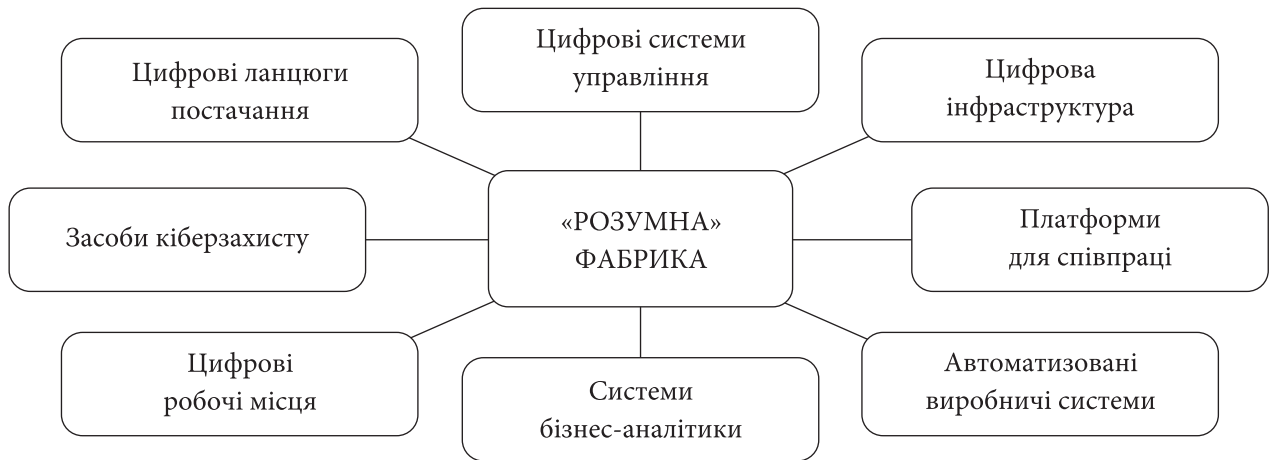 Цифрові ланцюги
постачання
Цифрові системи
управління
Цифрова
інфраструктура
Засоби кіберзахисту
«РОЗУМНА»
ФАБРИКА
Платформи
для співпраці
Цифрові
робочі місця
Системи
бізнес-аналітики
Автоматизовані
виробничі системи